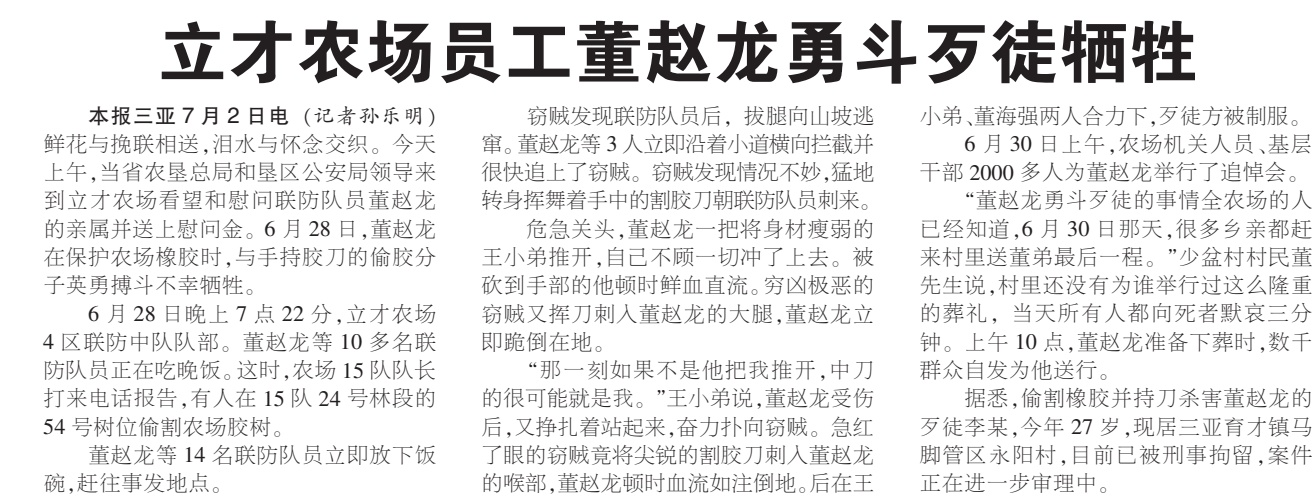 立才农场员工董赵龙勇斗歹徒牺牲
本报三亚7月2日电（记者孙乐明）
鲜花与挽联相送,泪水与怀念交织。今天
上午,当省农垦总局和垦区公安局领导来
到立才农场看望和慰问联防队员董赵龙
的亲属并送上慰问金。6月28日,董赵龙
在保护农场橡胶时,与手持胶刀的偷胶分
子英勇搏斗不幸牺牲。
6月28日晚上7点22分,立才农场
4区联防中队队部。董赵龙等10多名联
防队员正在吃晚饭。这时,农场15队队长
打来电话报告,有人在15队24号林段的
54号树位偷割农场胶树。
董赵龙等14名联防队员立即放下饭
碗,赶往事发地点。
窃贼发现联防队员后，拔腿向山坡逃
窜。董赵龙等3人立即沿着小道横向拦截并
很快追上了窃贼。窃贼发现情况不妙,猛地
转身挥舞着手中的割胶刀朝联防队员刺来。
危急关头,董赵龙一把将身材瘦弱的
王小弟推开,自己不顾一切冲了上去。被
砍到手部的他顿时鲜血直流。穷凶极恶的
窃贼又挥刀刺入董赵龙的大腿,董赵龙立
即跪倒在地。
“那一刻如果不是他把我推开,中刀
的很可能就是我。”王小弟说,董赵龙受伤
后,又挣扎着站起来,奋力扑向窃贼。急红
了眼的窃贼竟将尖锐的割胶刀刺入董赵龙
的喉部,董赵龙顿时血流如注倒地。后在王
小弟、董海强两人合力下,歹徒方被制服。
6月30日上午,农场机关人员、基层
干部2000多人为董赵龙举行了追悼会。
“董赵龙勇斗歹徒的事情全农场的人
已经知道,6月30日那天,很多乡亲都赶
来村里送董弟最后一程。”少盆村村民董
先生说,村里还没有为谁举行过这么隆重
的葬礼，当天所有人都向死者默哀三分
钟。上午10点,董赵龙准备下葬时,数千
群众自发为他送行。
据悉,偷割橡胶并持刀杀害董赵龙的
歹徒李某,今年27岁,现居三亚育才镇马
脚管区永阳村,目前已被刑事拘留,案件
正在进一步审理中。